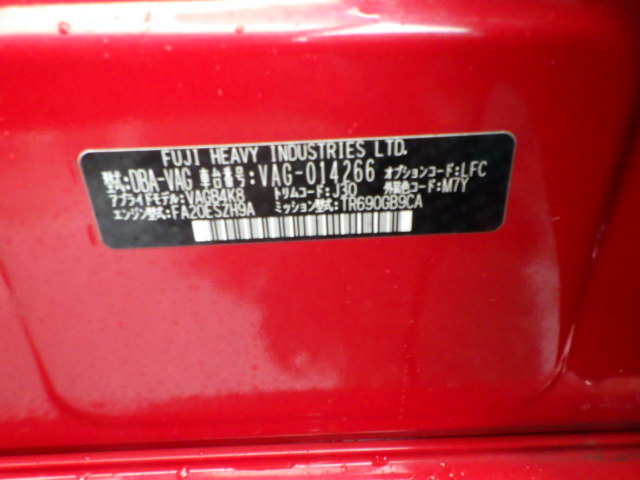 FUJI HEAVY INDUSTRIES LTD.
型式:DBA-VAG 車台番号:VAG-014266 オプションコード:LFC
アプライドモデル:VAGB4K8 トリムコード:J30 外装色コード:M7Y
エンジン型式:FA20ESZH9A ミッション型式:TR690GB9CA